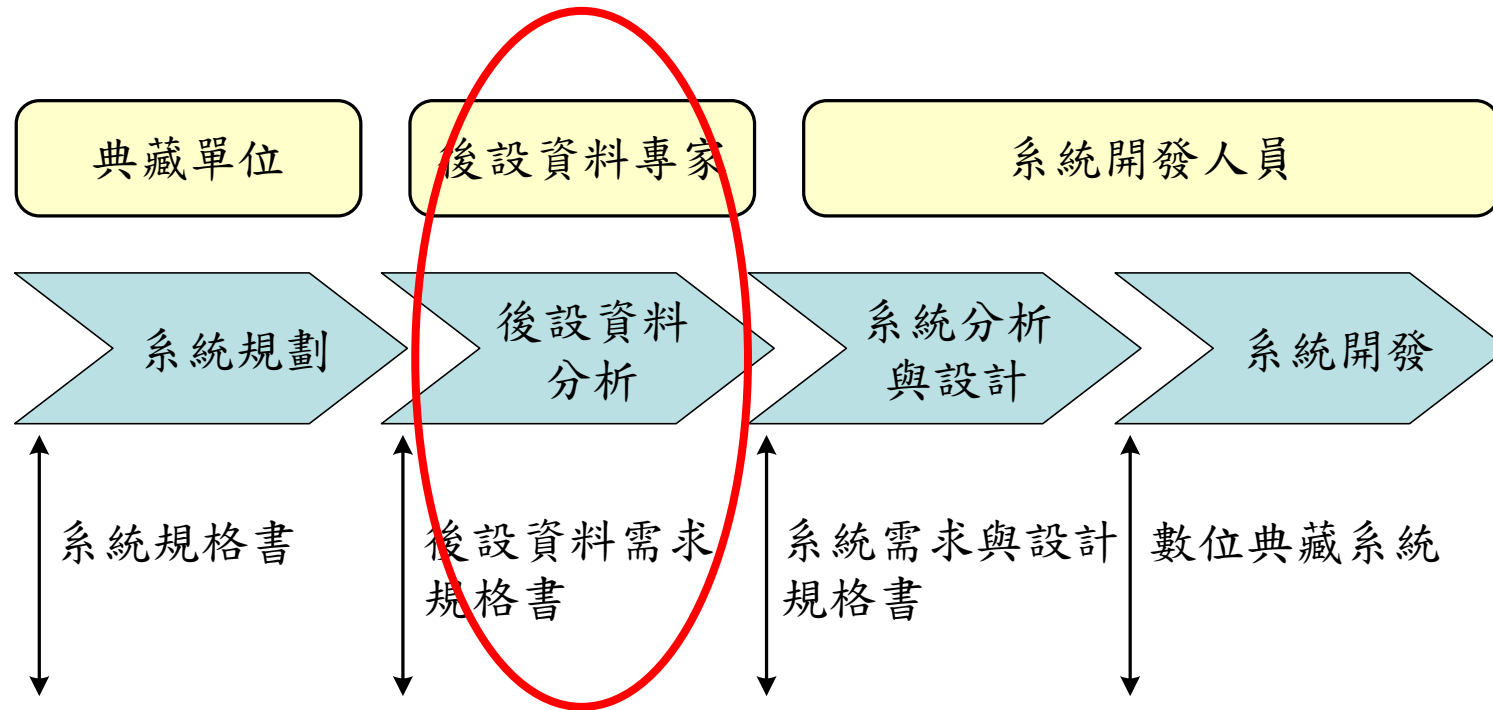 典藏單位
後設資料專家
系統開發人員
系統規劃
後設資料
分析
系統分析
與設計
系統開發
系統規格書
後設資料需求
規格書
系統需求與設計
規格書
數位典藏系統